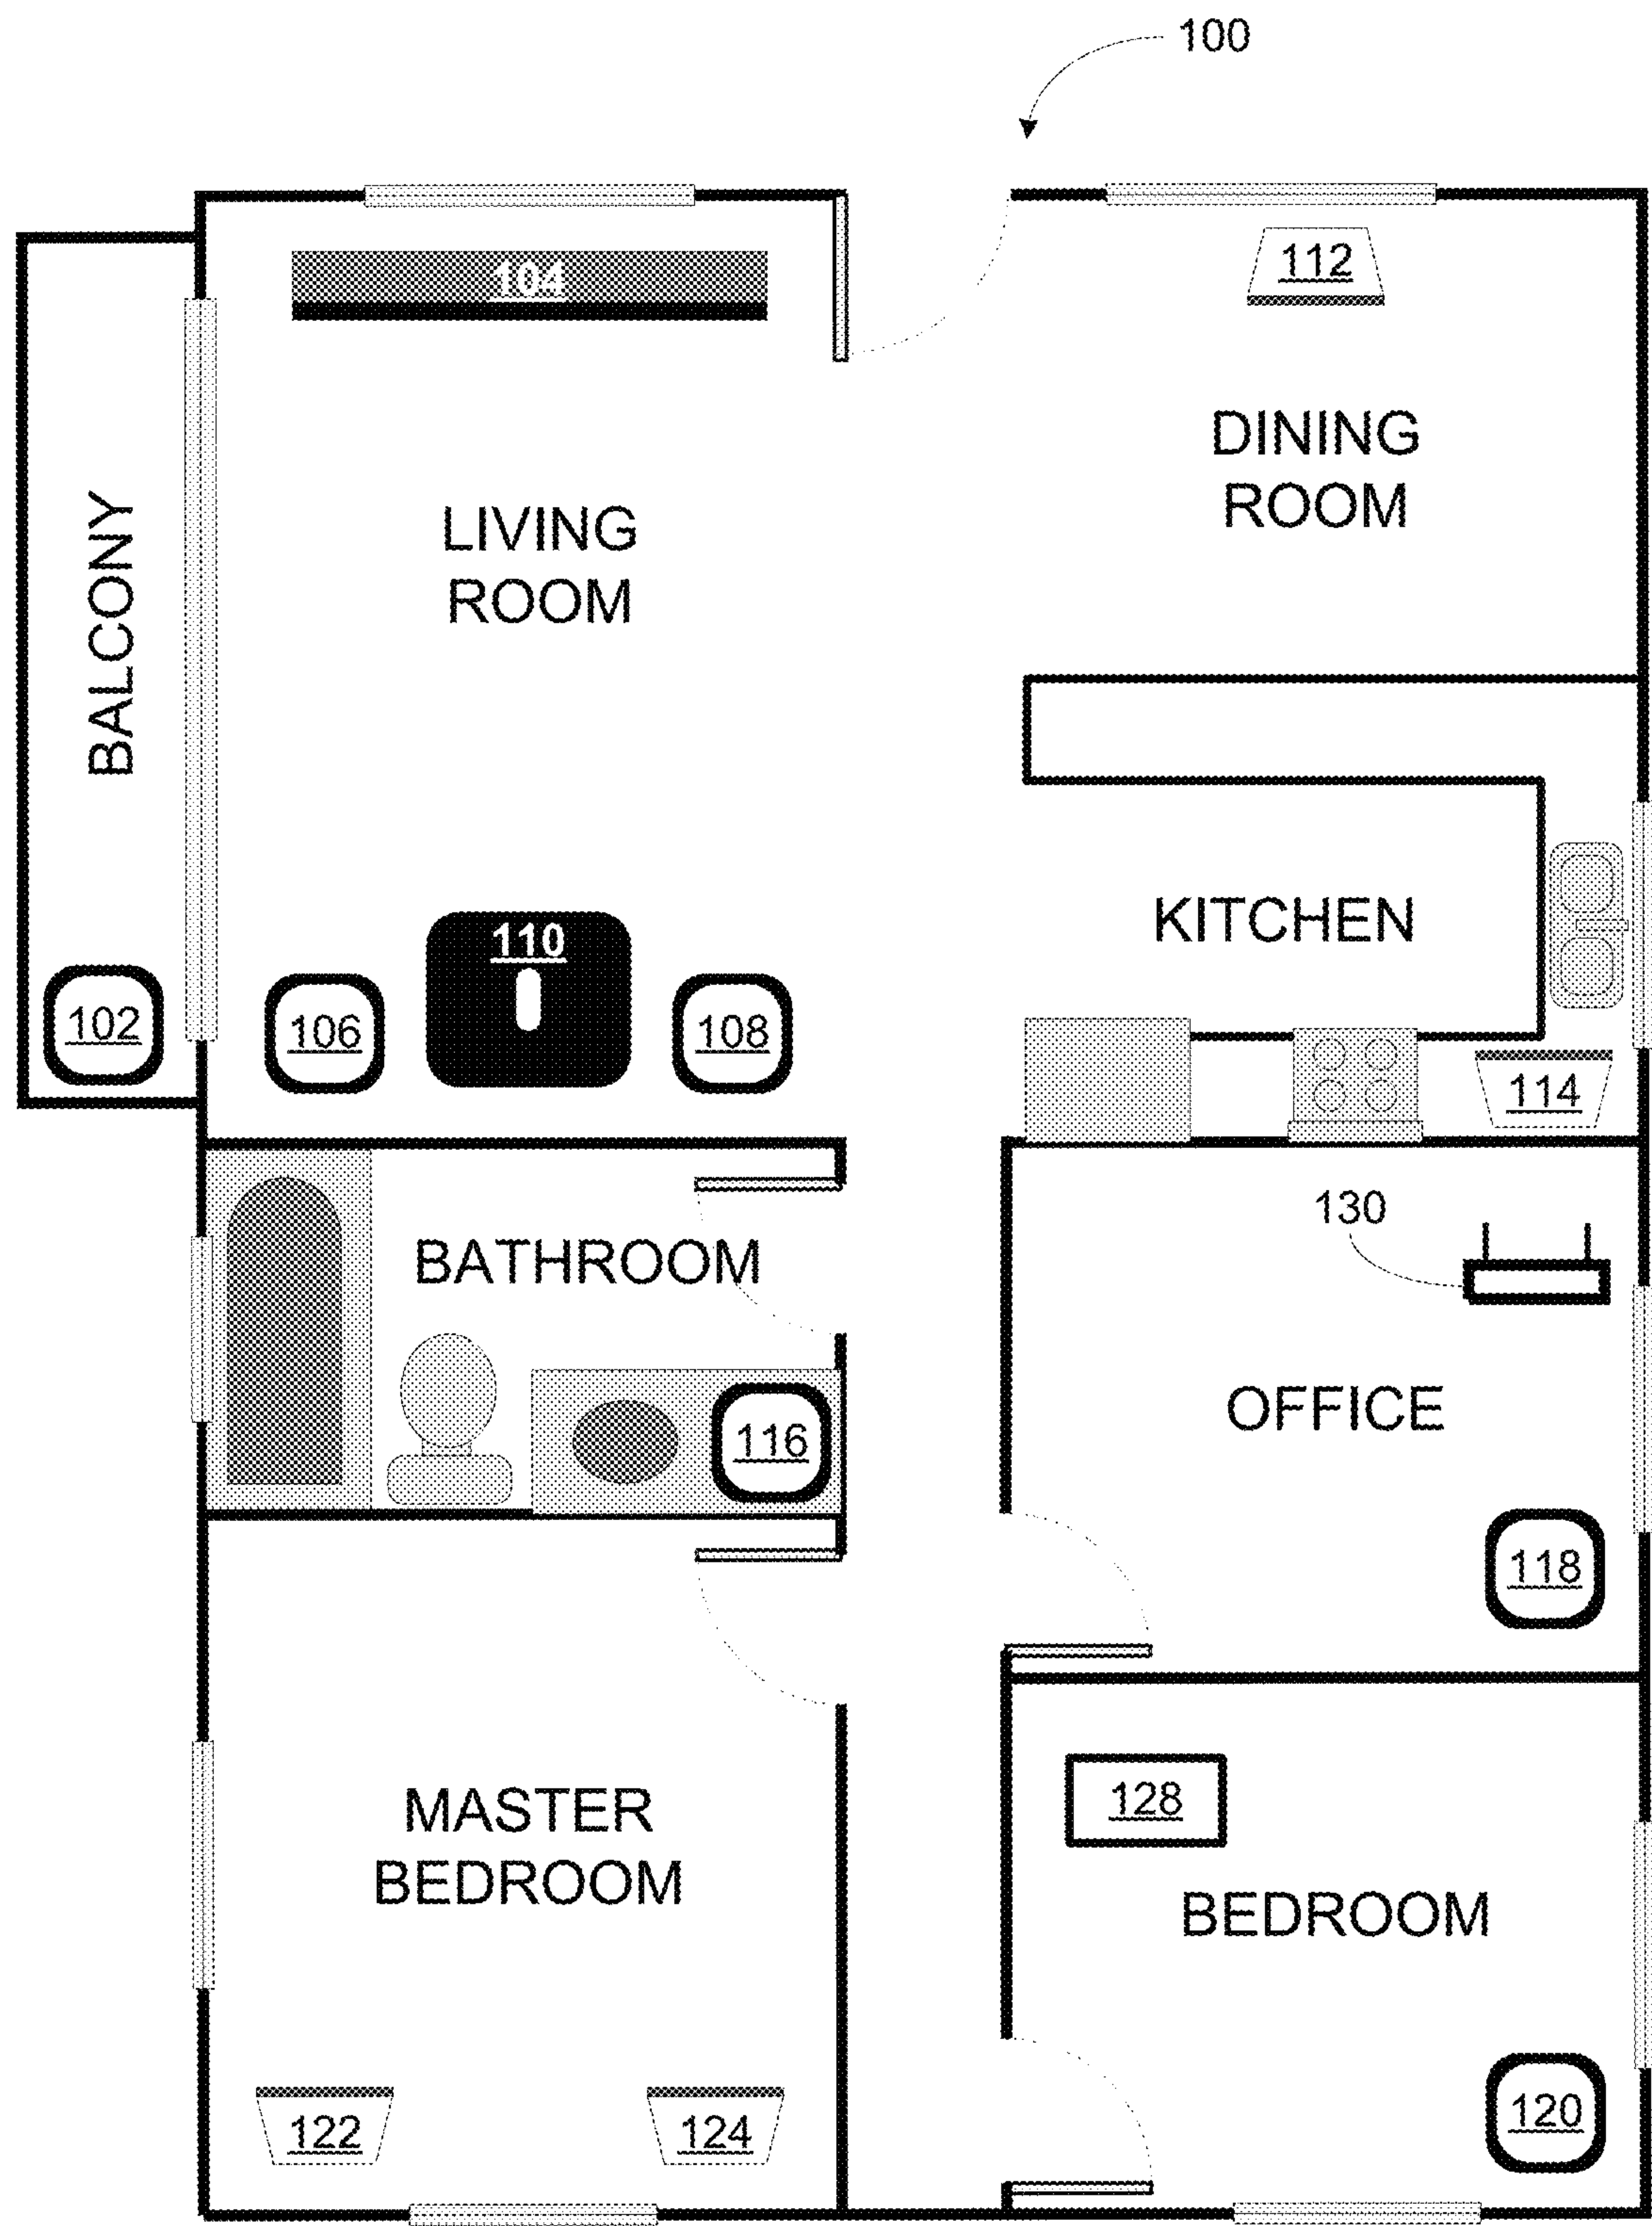 100
104
112
DINING
ROOM
LIVING
ROOM
BALCONY
KITCHEN
110
102
106
108
114
130
BATHROOM
OFFICE
116
118
128
MASTER
BEDROOM
BEDROOM
120
122
124